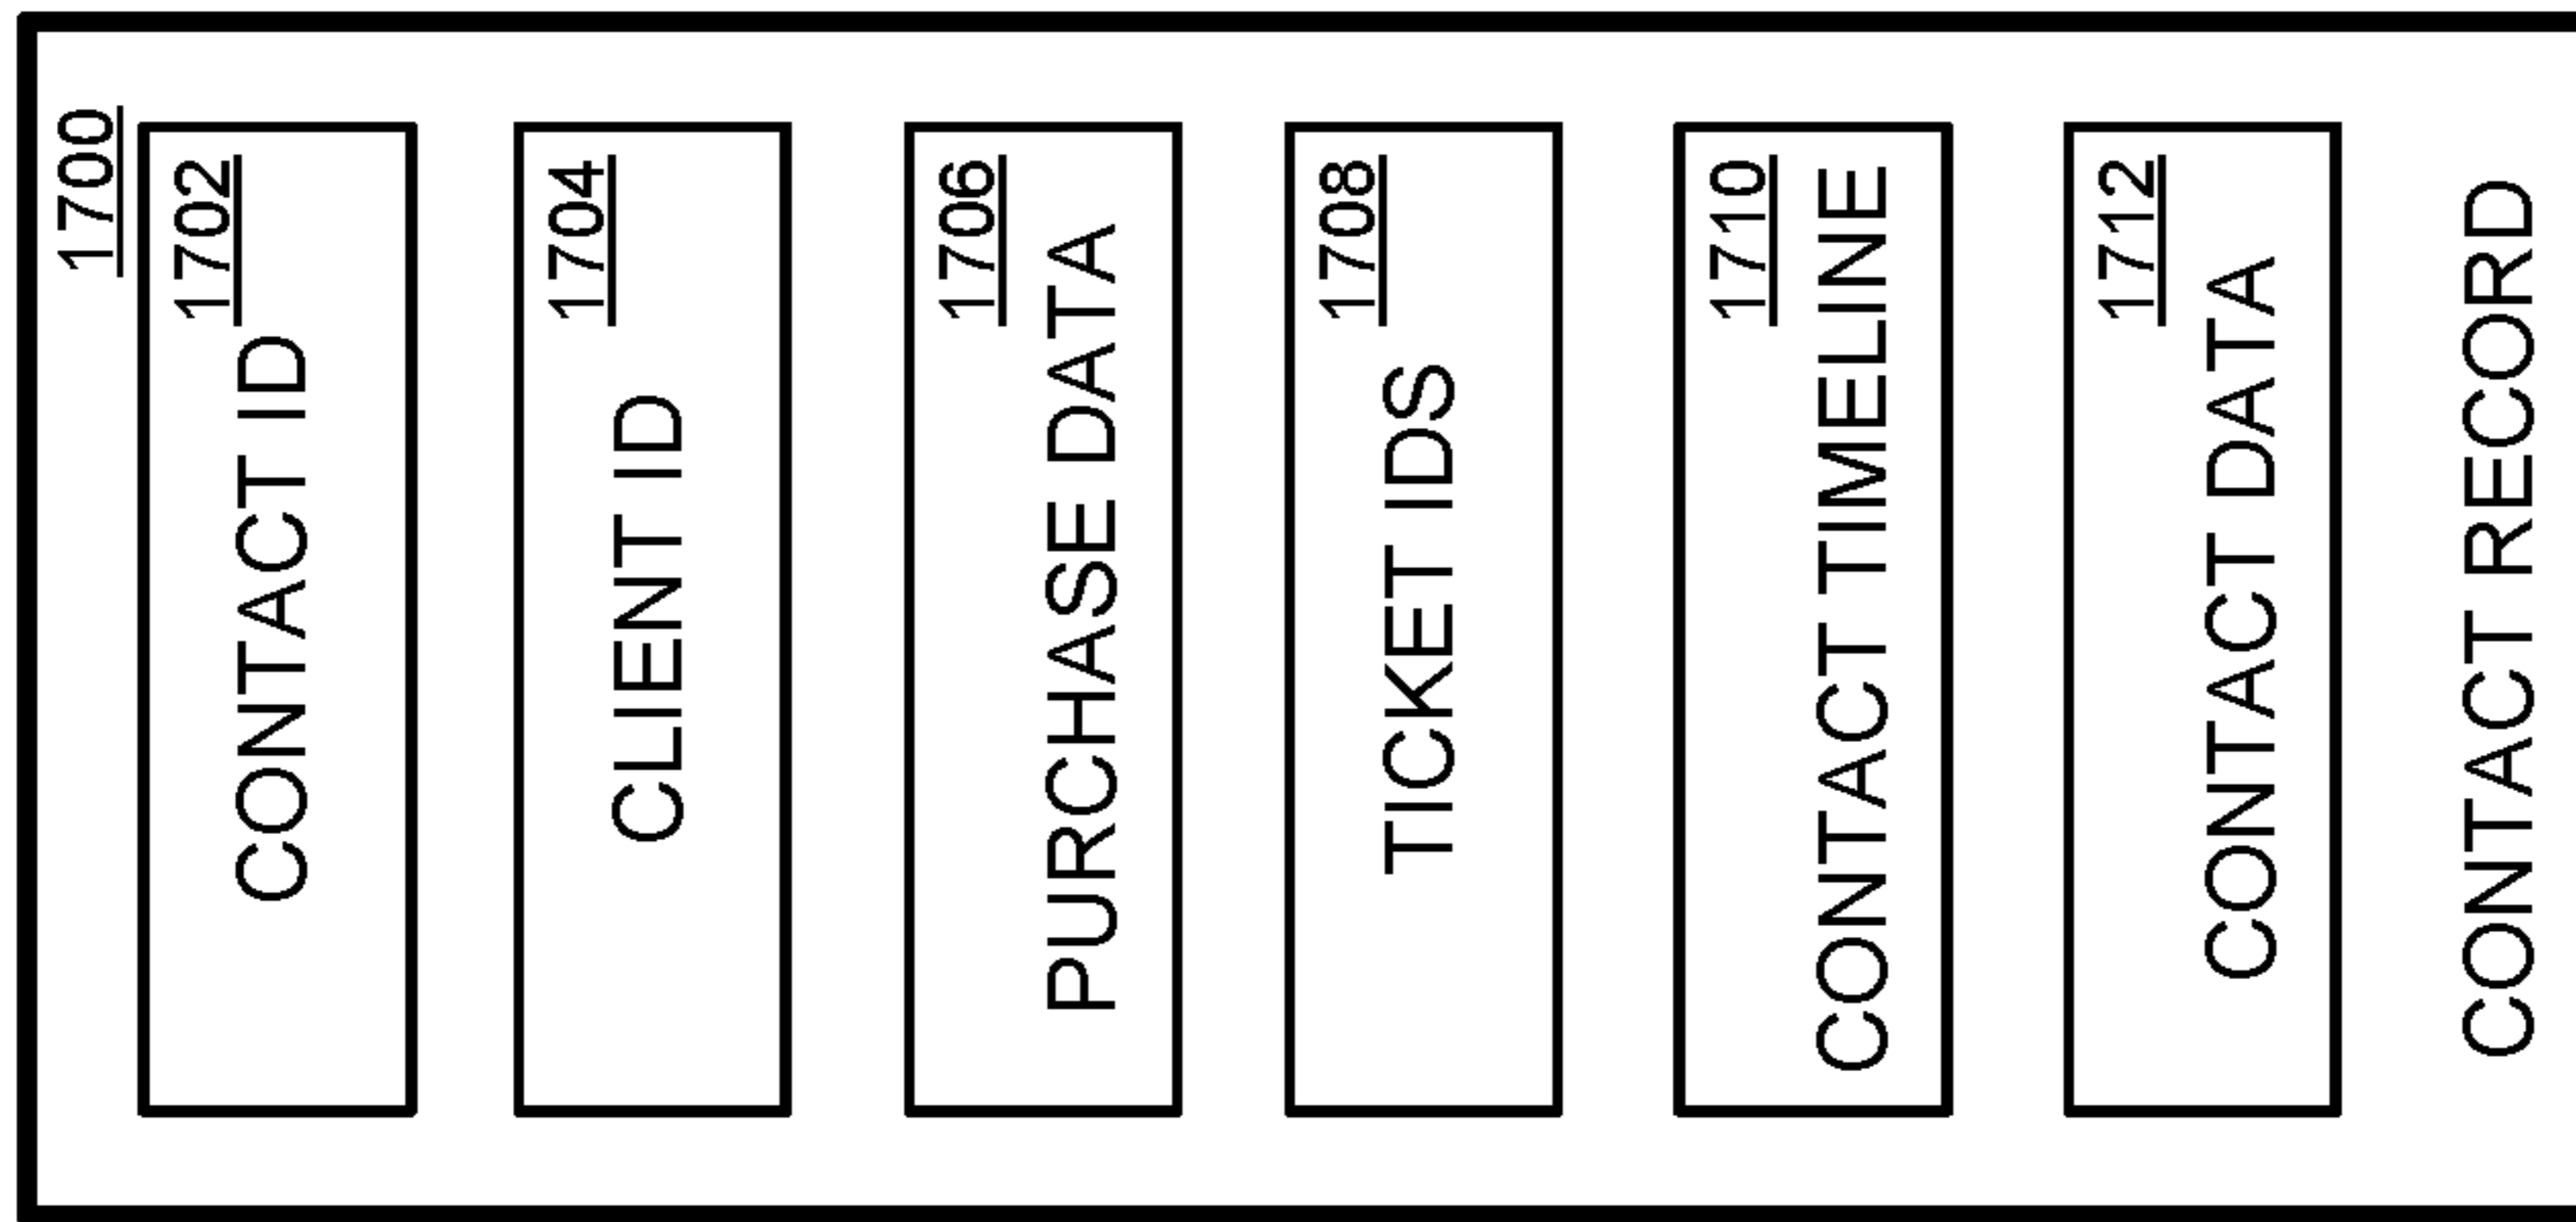 1700
1702
CONTACT ID
1704
CLIENT ID
1706
PURCHASE DATA
1708
TICKET IDS
1710
CONTACT TIMELINE
1712
CONTACT DATA
CONTACT RECORD